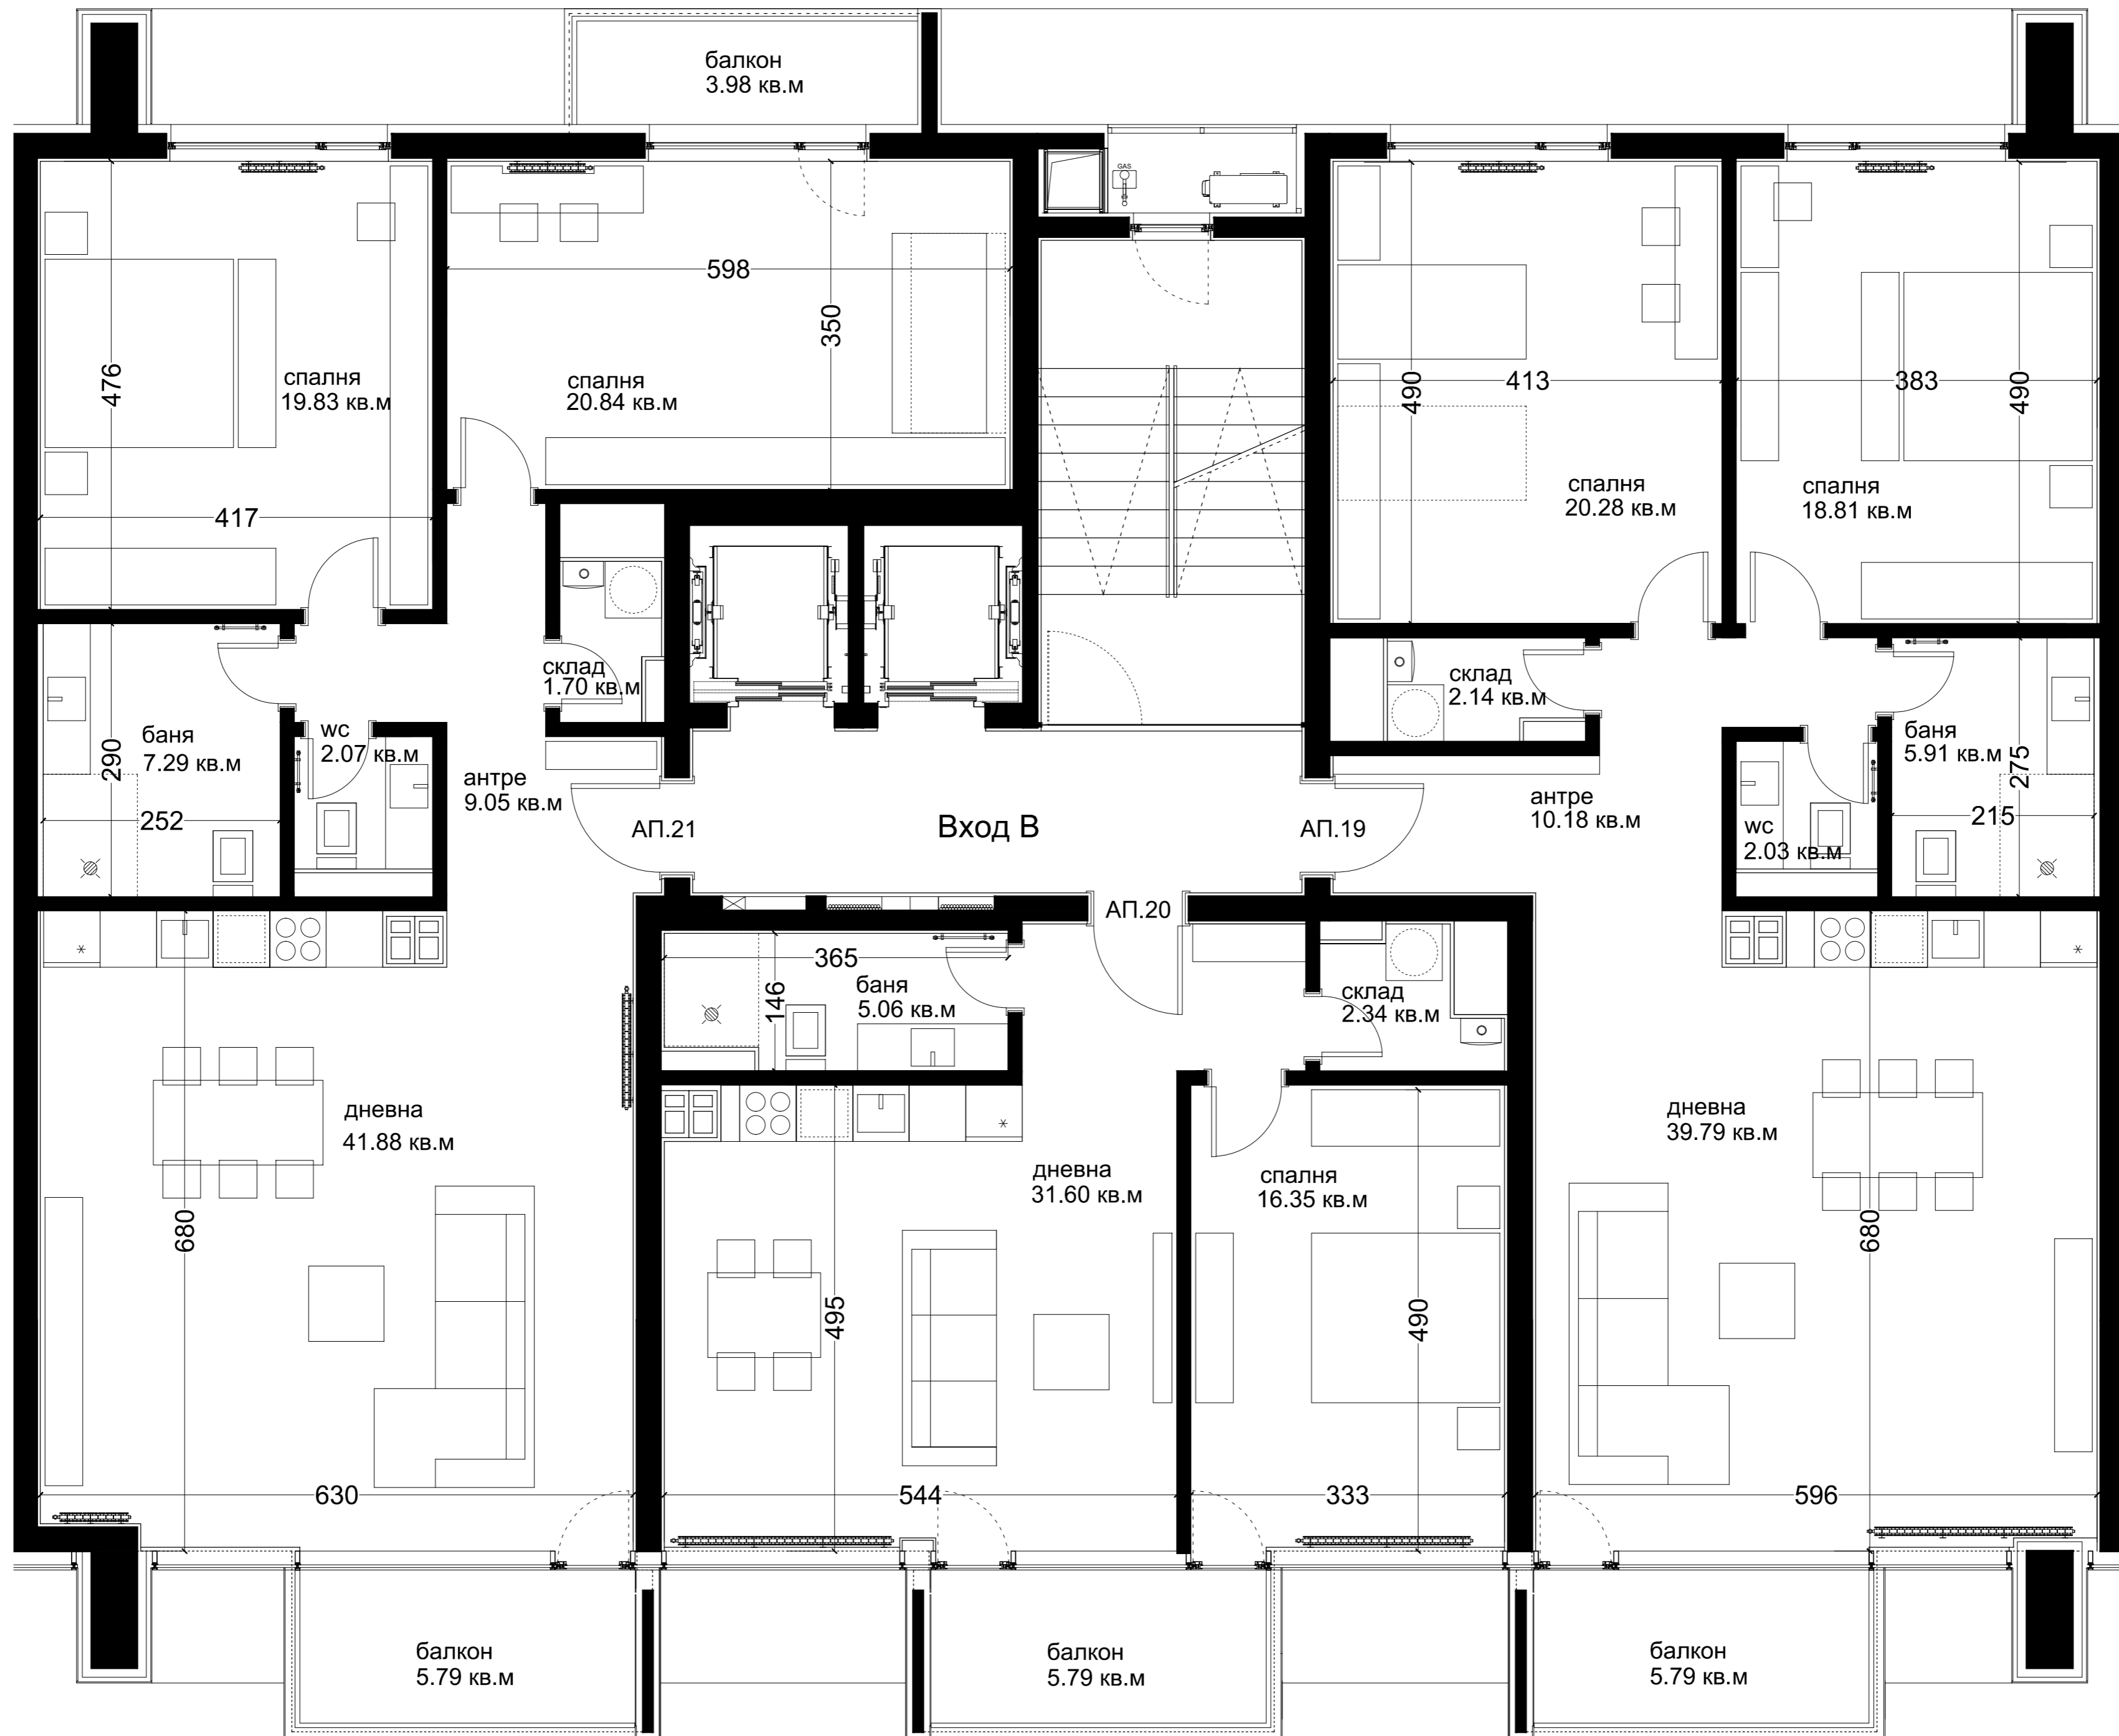 балкон
3.98 кв.м
GAS
598
350
476
спалня
19.83 кв.м
спалня
20.84 кв.м
417
490
413
383
490
спалня
20.28 кв.м
спалня
18.81 кв.м
склад
1.70 кв.м
склад
2.14 кв.м
баня
7.29 кв.м
290
252
wc
2.07 кв.м
антре
9.05 кв.м
АП.21
Вход В
АП.19
антре
10.18 кв.м
wc
2.03 кв.м
баня
5.91 кв.м
275
215
АП.20
365
146
баня
5.06 кв.м
склад
2.34 кв.м
дневна
41.88 кв.м
680
дневна
31.60 кв.м
495
спалня
16.35 кв.м
490
дневна
39.79 кв.м
680
630
544
333
596
балкон
5.79 кв.м
балкон
5.79 кв.м
балкон
5.79 кв.м